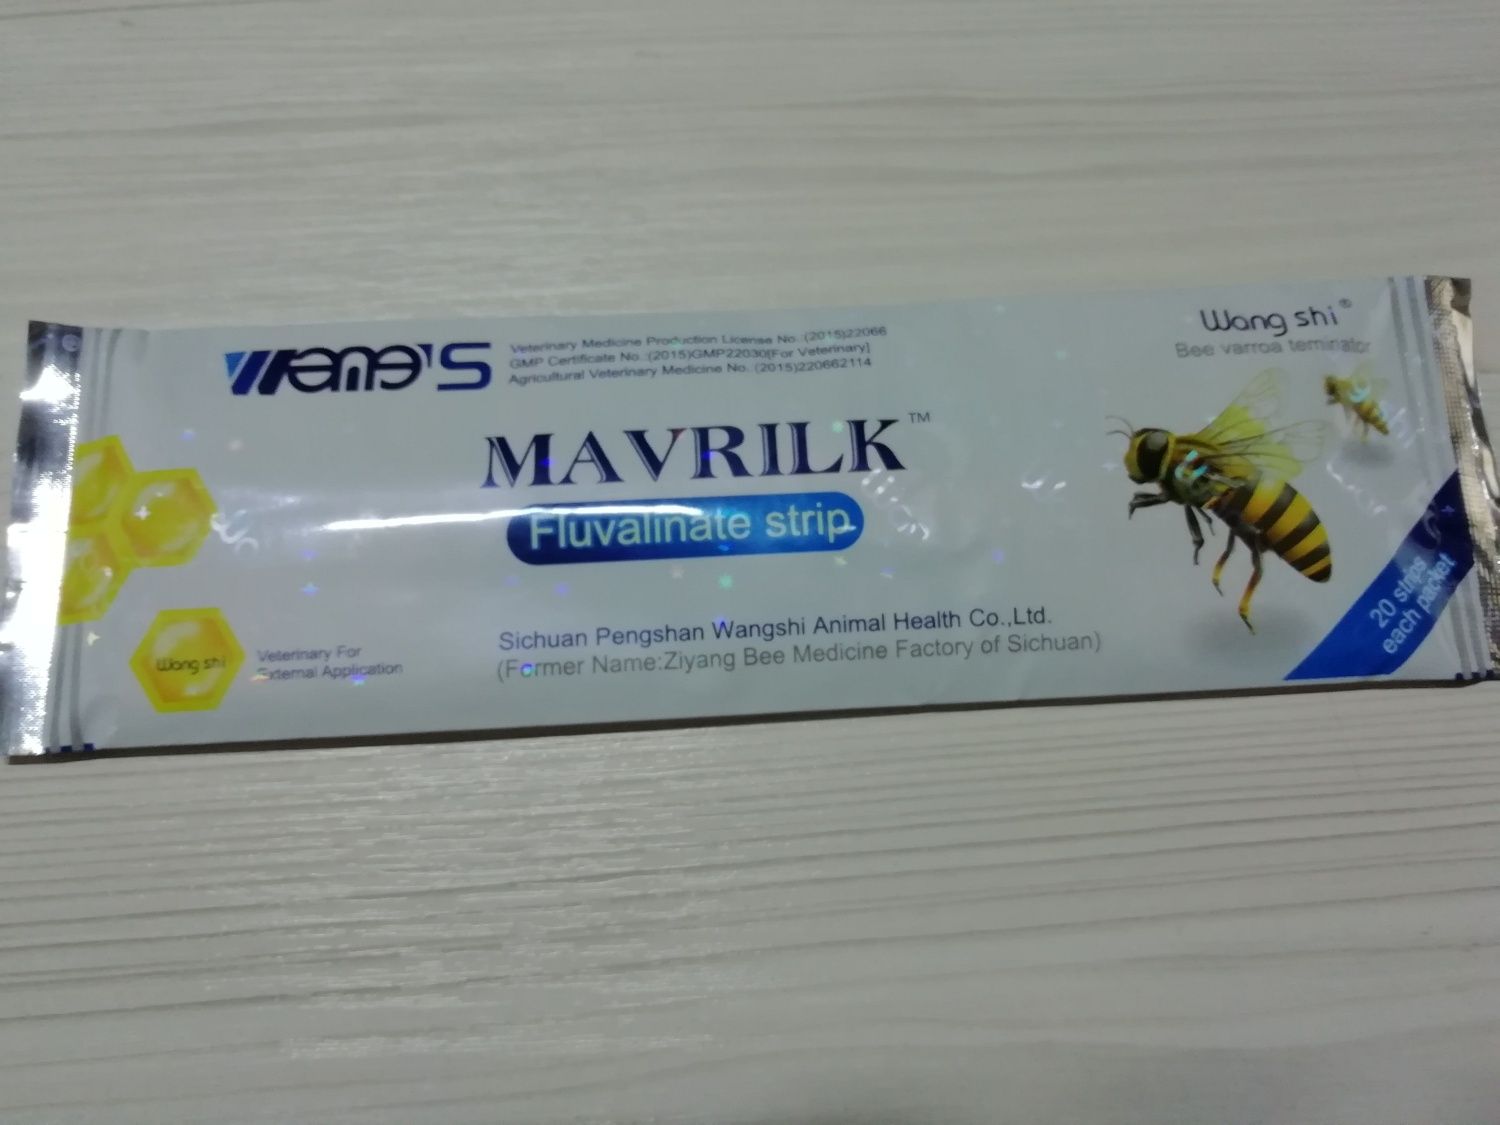 Wang's
Veterinary Medicine Production License No.:(2015)22066
GMP Certificate No.:(2015)GMP22030[For Veterinary]
Agricultural Veterinary Medicine No.:(2015)220662114
Wang shi®
Bee varroa teminator
MAVRILK™
Fluvalinate strip
20 strips
each packet
Sichuan Pengshan Wangshi Animal Health Co.,Ltd.
(Former Name:Ziyang Bee Medicine Factory of Sichuan)
Wang shi
Veterinary For
External Application